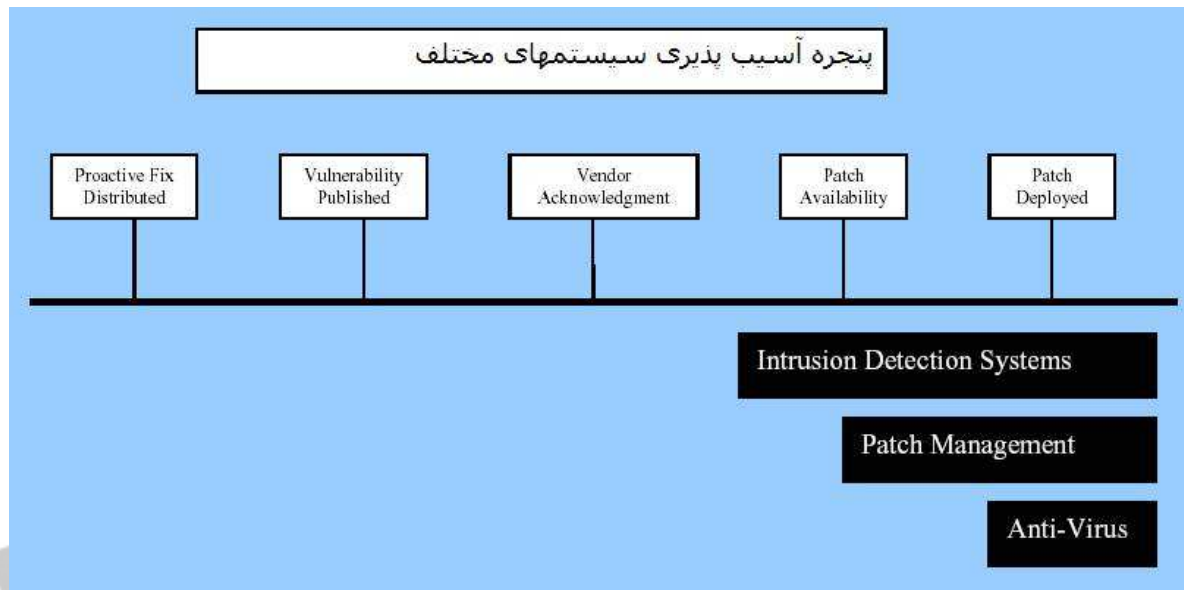 پنجره آسیب پذیری سیستمهای مختلف
Proactive Fix
Distributed
Vulnerability
Published
Vendor
Acknowledgment
Patch
Availability
Patch
Deployed
Intrusion Detection Systems
Patch Management
Anti-Virus